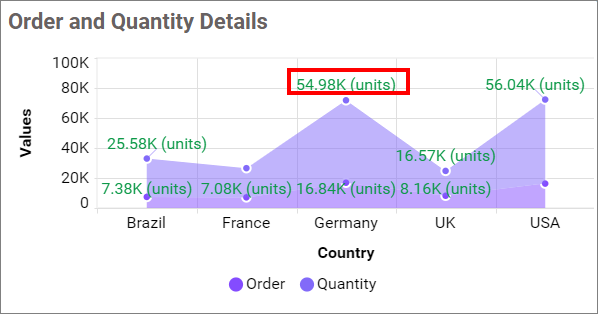 Order and Quantity Details
100K
80K
60K
40K
20K
0
Values
54.98K (units)
56.04K (units)
25.58K (units)
16.57K (units)
7.38K (units)
7.08K (units)
16.84K (units)
8.16K (units)
Brazil
France
Germany
UK
USA
Country
Order
Quantity